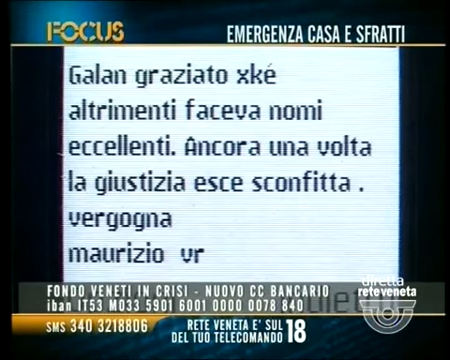 FOCUS
EMERGENZA CASA E SFRATTI
Galan graziato xké
altrimenti faceva nomi
eccellenti. Ancora una volta
la giustizia esce sconfitta .
vergogna
maurizio vr
diretta
reteveneta
FONDO VENETI IN CRISI - NUOVO CC BANCARIO
iban IT53 M033 5901 6001 0000 0078 840
SMS 340 3218806
RETE VENETA E' SUL
DEL TUO TELECOMANDO 18